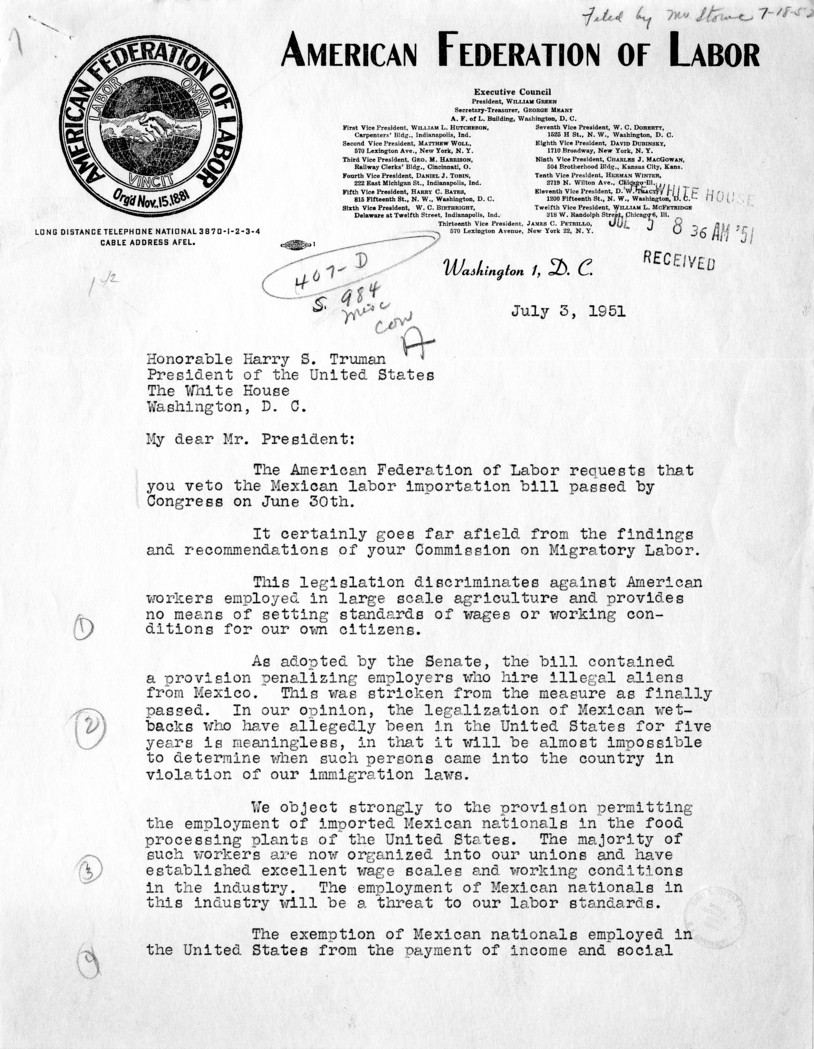 Filed by Mr Stowe 7-18-52
AMERICAN FEDERATION OF LABOR
AMERICAN FEDERATION OF LABOR
LABOR OMNIA
VINCIT
Org'd Nov. 15, 1881
LONG DISTANCE TELEPHONE NATIONAL 3870-1-2-3-4
CABLE ADDRESS AFEL.
Executive Council
President, WILLIAM GREEN
Secretary-Treasurer, GEORGE MEANY
A. F. of L. Building, Washington, D. C.
First Vice President, WILLIAM L. HUTCHESON,
Carpenters' Bldg., Indianapolis, Ind.
Second Vice President, MATTHEW WOLL,
570 Lexington Ave., New York, N. Y.
Third Vice President, GEO. M. HARRISON,
Railway Clerks' Bldg., Cincinnati, O.
Fourth Vice President, DANIEL J. TOBIN,
222 East Michigan St., Indianapolis, Ind.
Fifth Vice President, HARRY C. BATES,
815 Fifteenth St., N. W., Washington, D. C.
Sixth Vice President, W. C. BIRTHRIGHT,
Delaware at Twelfth Street, Indianapolis, Ind.
Seventh Vice President, W. C. DOHERTY,
1525 H St., N. W., Washington, D. C.
Eighth Vice President, DAVID DUBINSKY,
1710 Broadway, New York, N. Y.
Ninth Vice President, CHARLES J. MACGOWAN,
504 Brotherhood Bldg., Kansas City, Kans.
Tenth Vice President, HERMAN WINTER,
2719 N. Wilton Ave., Chicago, Ill.
Eleventh Vice President, D. W. TRACY,
1200 Fifteenth St., N. W., Washington, D. C.
Twelfth Vice President, WILLIAM L. MCFETRIDGE
318 W. Randolph Street, Chicago 6, Ill.
Thirteenth Vice President, JAMES C. PETRILLO,
570 Lexington Avenue, New York 22, N. Y.
THE WHITE HOUSE
JUL 5 8 36 AM '51
RECEIVED
1 1/2
407-D
S. 984
misc
con
A
Washington 1, D. C.
July 3, 1951
Honorable Harry S. Truman
President of the United States
The White House
Washington, D. C.
My dear Mr. President:
The American Federation of Labor requests that
you veto the Mexican labor importation bill passed by
Congress on June 30th.
It certainly goes far afield from the findings
and recommendations of your Commission on Migratory Labor.
This legislation discriminates against American
workers employed in large scale agriculture and provides
1 no means of setting standards of wages or working con-
ditions for our own citizens.
As adopted by the Senate, the bill contained
a provision penalizing employers who hire illegal aliens
from Mexico. This was stricken from the measure as finally
passed. In our opinion, the legalization of Mexican wet-
2 backs who have allegedly been in the United States for five
years is meaningless, in that it will be almost impossible
to determine when such persons came into the country in
violation of our immigration laws.
We object strongly to the provision permitting
the employment of imported Mexican nationals in the food
processing plants of the United States. The majority of
such workers are now organized into our unions and have
3 established excellent wage scales and working conditions
in the industry. The employment of Mexican nationals in
this industry will be a threat to our labor standards.
The exemption of Mexican nationals employed in
4 the United States from the payment of income and social